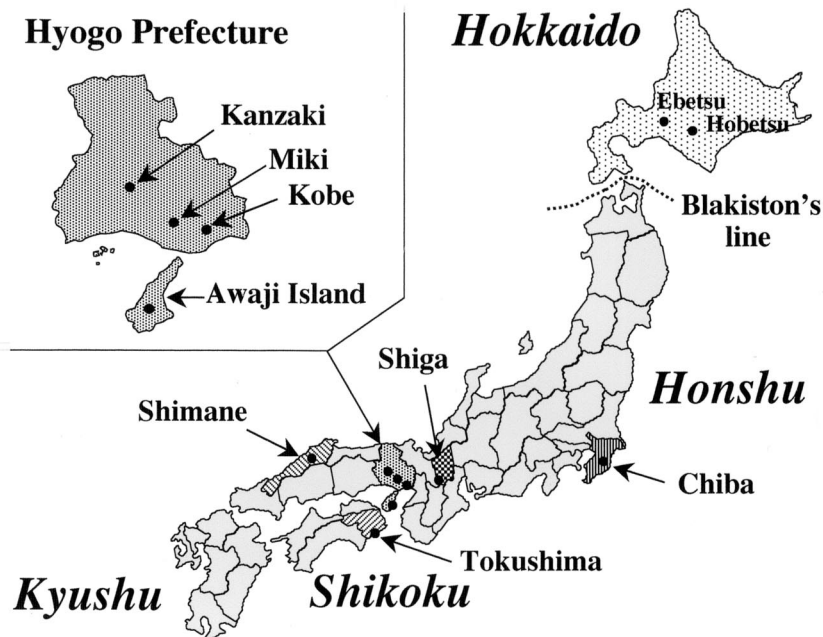 Hyogo Prefecture
Kanzaki
Miki
Kobe
Awaji Island
Hokkaido
Ebetsu
Hobetsu
Blakiston's
line
Shiga
Honshu
Shimane
Chiba
Tokushima
Kyushu
Shikoku